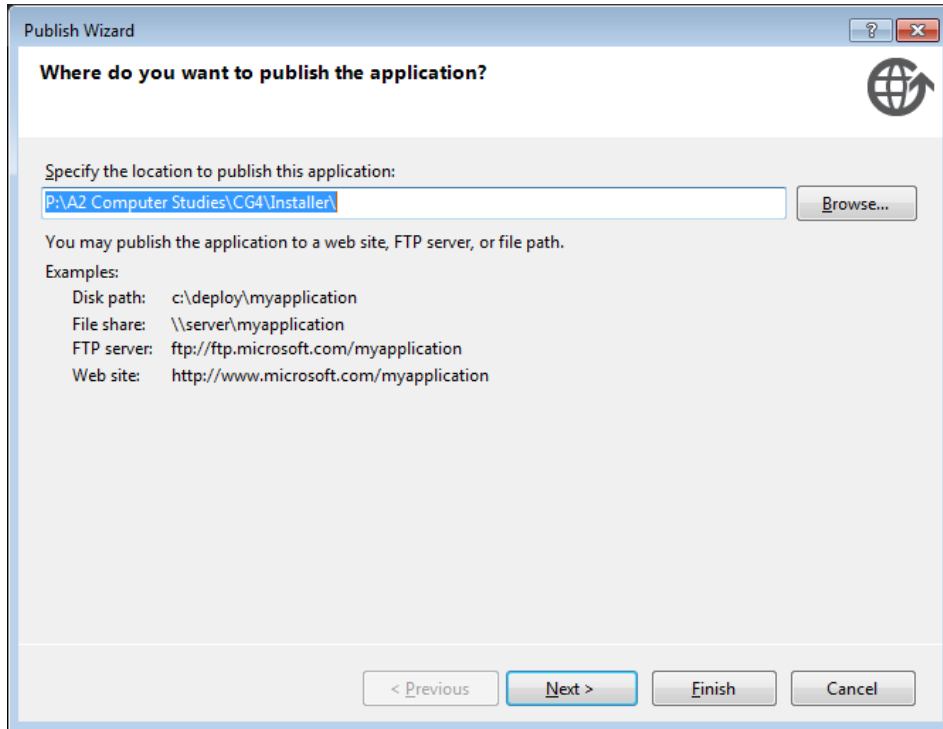 Publish Wizard
Where do you want to publish the application?
Specify the location to publish this application:
P:\A2 Computer Studies\CG4\Installer\
Browse...
You may publish the application to a web site, FTP server, or file path.
Examples:
Disk path: c:\deploy\myapplication
File share: \\server\myapplication
FTP server: ftp://ftp.microsoft.com/myapplication
Web site: http://www.microsoft.com/myapplication
< Previous
Next >
Finish
Cancel